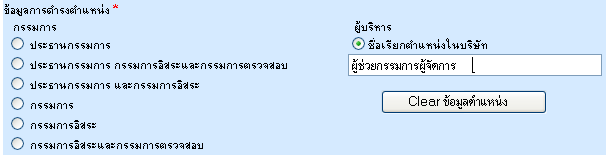 ข้อมูลการดำรงตำแหน่ง *
กรรมการ
ประธานกรรมการ
ประธานกรรมการ กรรมการอิสระและกรรมการตรวจสอบ
ประธานกรรมการ และกรรมการอิสระ
กรรมการ
กรรมการอิสระ
กรรมการอิสระและกรรมการตรวจสอบ
ผู้บริหาร
ชื่อเรียกตำแหน่งในบริษัท
ผู้ช่วยกรรมการผู้จัดการ
Clear ข้อมูลตำแหน่ง